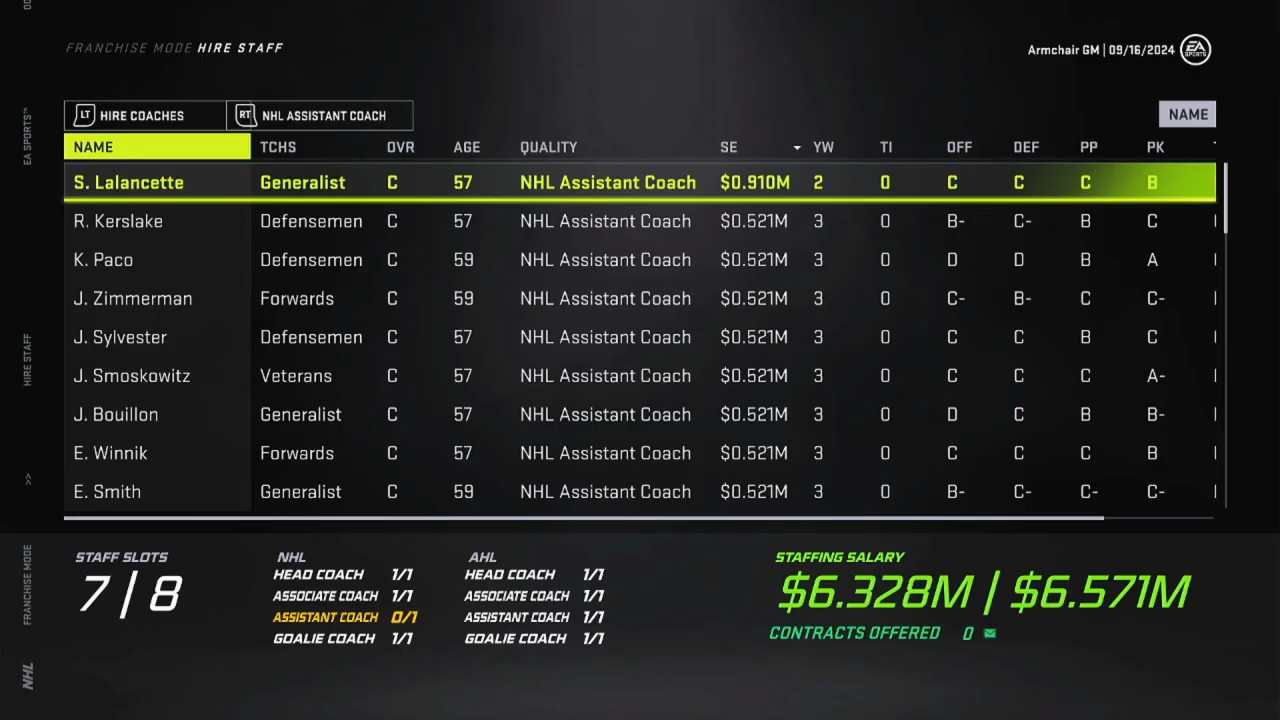 FRANCHISE MODE HIRE STAFF
Armchair GM | 09/16/2024 EA SPORTS
LT HIRE COACHES RT NHL ASSISTANT COACH NAME
NAME TCHS OVR AGE QUALITY SE YW TI OFF DEF PP PK
S. Lalancette Generalist C 57 NHL Assistant Coach $0.910M 2 0 C C C B
R. Kerslake Defensemen C 57 NHL Assistant Coach $0.521M 3 0 B- C- B C
K. Paco Defensemen C 59 NHL Assistant Coach $0.521M 3 0 D D B A
J. Zimmerman Forwards C 59 NHL Assistant Coach $0.521M 3 0 C- B- C C-
J. Sylvester Defensemen C 57 NHL Assistant Coach $0.521M 3 0 C C B C
J. Smoskowitz Veterans C 57 NHL Assistant Coach $0.521M 3 0 C C C A-
J. Bouillon Generalist C 57 NHL Assistant Coach $0.521M 3 0 D C B B-
E. Winnik Forwards C 57 NHL Assistant Coach $0.521M 3 0 C C C B
E. Smith Generalist C 59 NHL Assistant Coach $0.521M 3 0 B- C- C- C-
STAFF SLOTS
7 / 8
NHL
HEAD COACH 1/1
ASSOCIATE COACH 1/1
ASSISTANT COACH 0/1
GOALIE COACH 1/1
AHL
HEAD COACH 1/1
ASSOCIATE COACH 1/1
ASSISTANT COACH 1/1
GOALIE COACH 1/1
STAFFING SALARY
$6.328M / $6.571M
CONTRACTS OFFERED 0
EA SPORTS™
HIRE STAFF
>>
FRANCHISE MODE
NHL